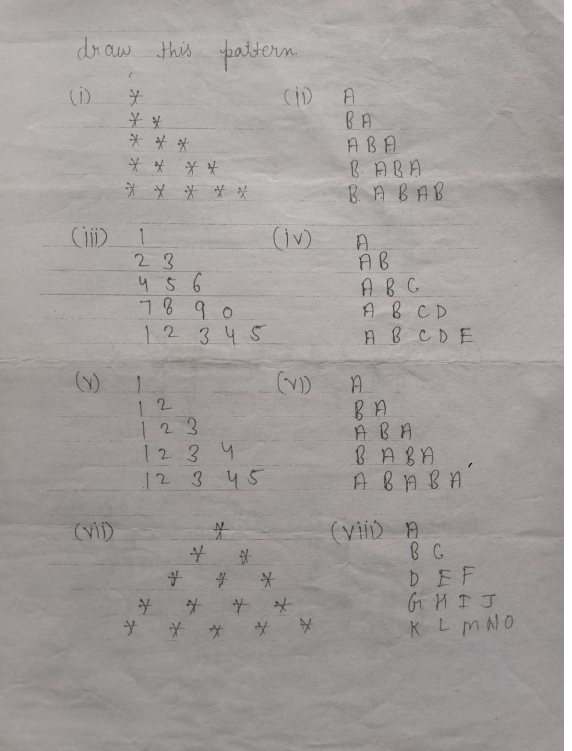 draw this pattern
(i) *
* *
* * *
* * * *
* * * * *
(ii) A
B A
A B A
B A B A
B A B A B
(iii) 1
2 3
4 5 6
7 8 9 0
1 2 3 4 5
(iv) A
A B
A B C
A B C D
A B C D E
(v) 1
1 2
1 2 3
1 2 3 4
1 2 3 4 5
(vi) A
B A
A B A
B A B A
A B A B A
(vii) *
* *
* * *
* * * *
* * * * *
(viii) A
B C
D E F
G H I J
K L M N O